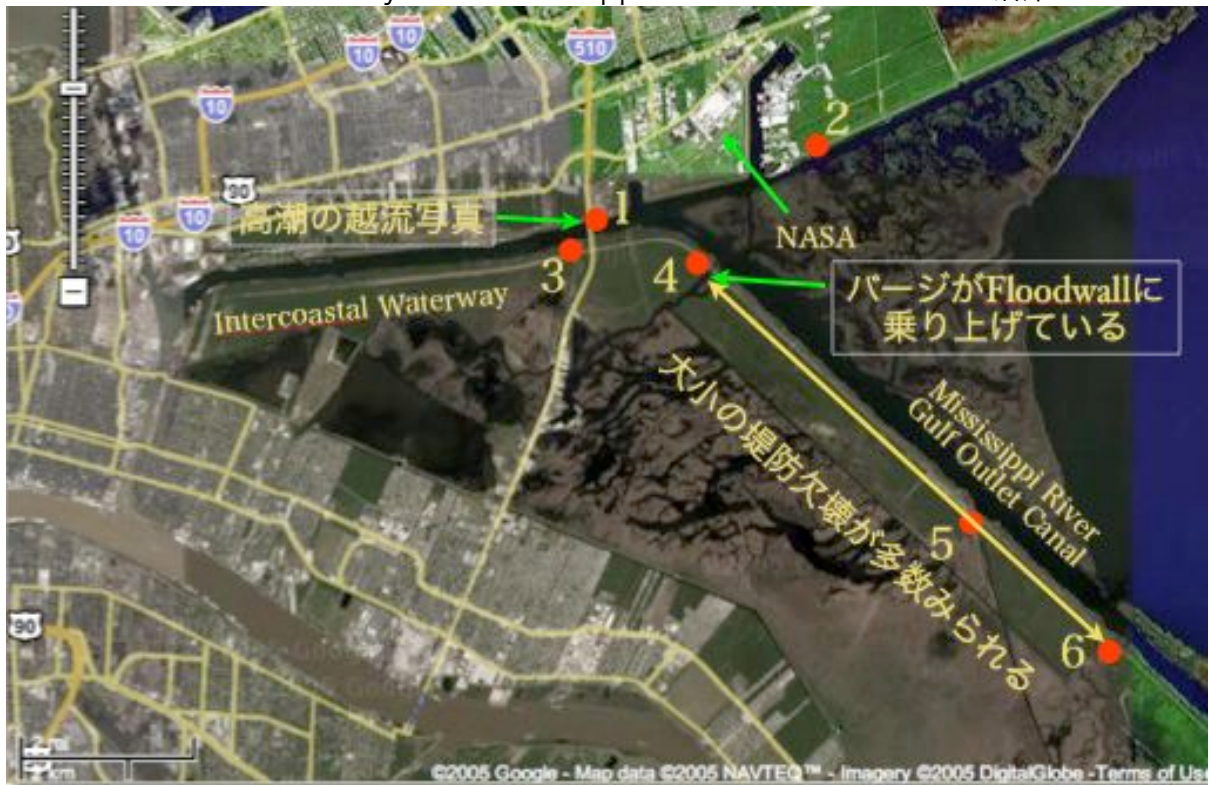 10
10
510
10
2
90
高潮の越流写真
1
10
10
NASA
3
4
バージがFloodwallに
乗り上げている
Intercoastal Waterway
大小の堤防欠壊が多数みられる
Mississippi River
Gulf Outlet Canal
5
6
90
©2005 Google - Map data ©2005 NAVTEQ™ - Imagery ©2005 DigitalGlobe - Terms of Use